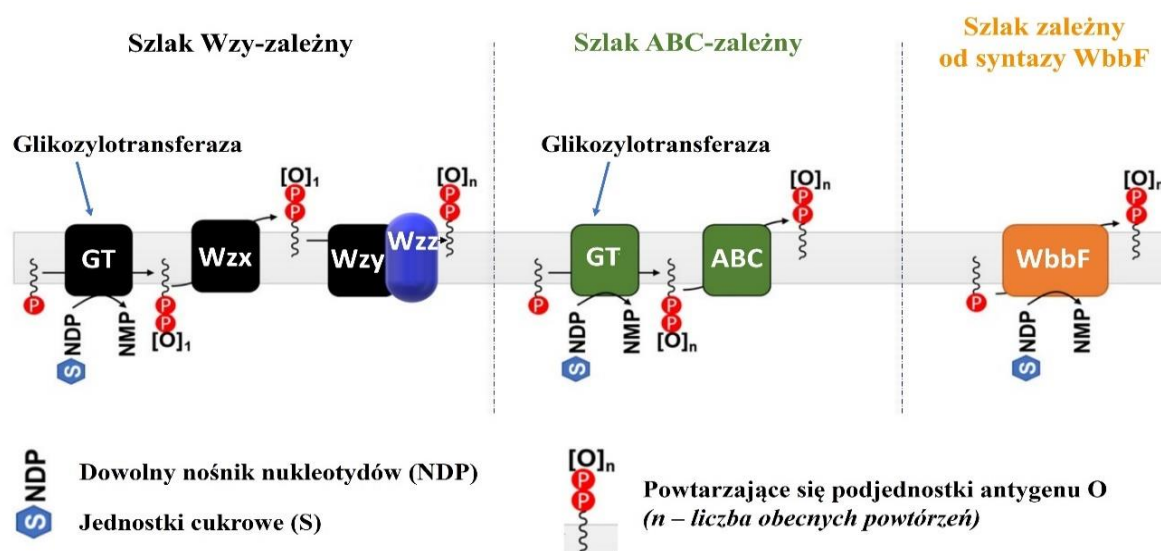 Szlak Wzy-zależny
Szlak ABC-zależny
Szlak zależny
od syntazy WbbF
Glikozylotransferaza
Glikozylotransferaza
[O]₁
[O]n
[O]n
[O]n
GT
Wzx
Wzy
Wzz
GT
ABC
WbbF
P
P
P
[O]₁
P
P
P
P
P
P
P
P
[O]n
P
P
P
P
P
S NDP
NMP
S NDP
NMP
S NDP
NMP
NDP
S
Dowolny nośnik nukleotydów (NDP)
Jednostki cukrowe (S)
[O]n
P
P
Powtarzające się podjednostki antygenu O
(n – liczba obecnych powtórzeń)